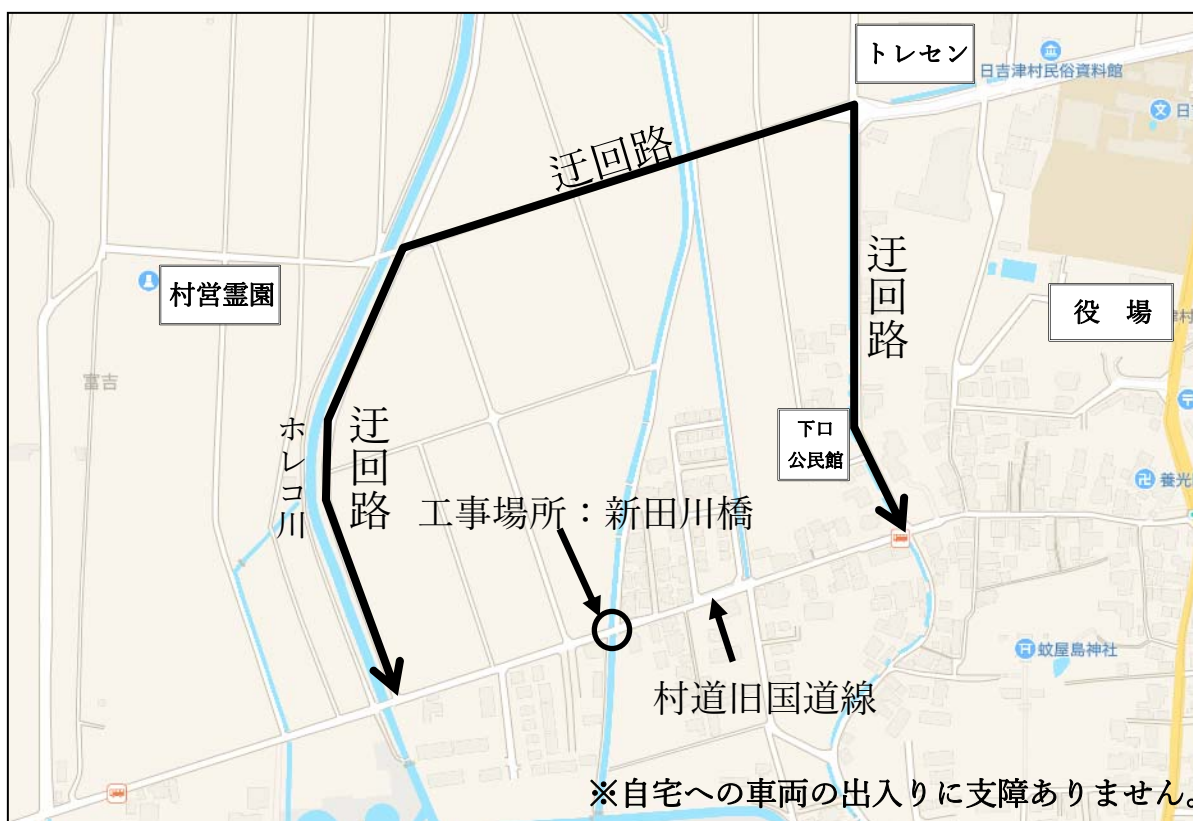 トレセン
日吉津村民俗資料館
日
迂回路
迂回路
村営霊園
役 場
津村
富吉
ホレコ川
迂回路
下口
公民館
養光
工事場所：新田川橋
蚊屋島神社
村道旧国道線
※自宅への車両の出入りに支障ありません。